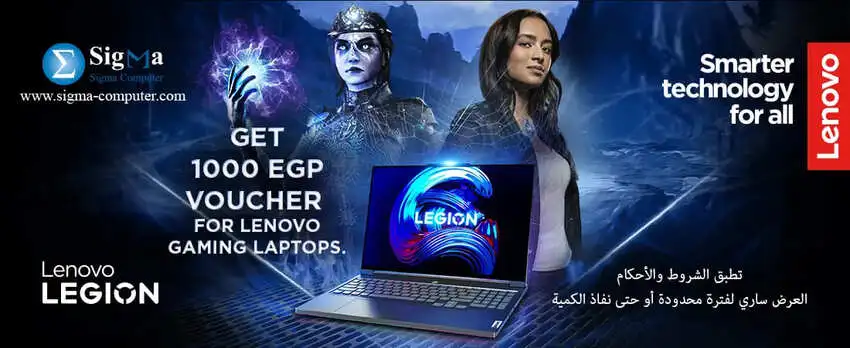 SigMa
Sigma Computer
www.sigma-computer.com
GET
1000 EGP
VOUCHER
FOR LENOVO
GAMING LAPTOPS.
Lenovo
LEGION
LEGION
Smarter
technology
for all
Lenovo
تطبق الشروط والأحكام
العرض ساري لفترة محدودة أو حتى نفاذ الكمية